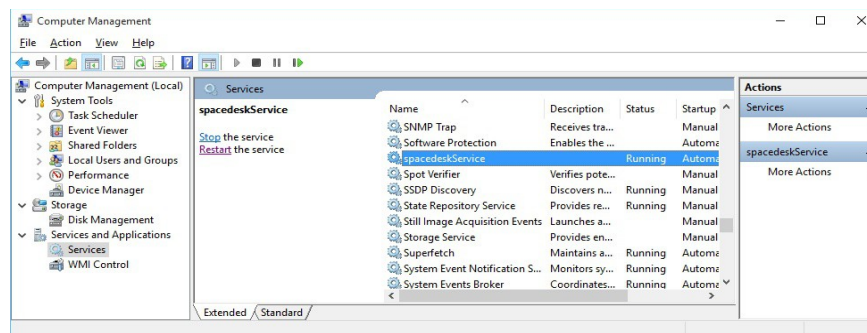 Computer Management
File Action View Help
Computer Management (Local)
System Tools
Task Scheduler
Event Viewer
Shared Folders
Local Users and Groups
Performance
Device Manager
Storage
Disk Management
Services and Applications
Services
WMI Control
Services
spacedeskService
Stop the service
Restart the service
Name Description Status Startup
SNMP Trap Receives tra... Manual
Software Protection Enables the ... Automa
spacedeskService Running Automa
Spot Verifier Verifies pote... Manual
SSDP Discovery Discovers n... Running Manual
State Repository Service Provides re... Running Manual
Still Image Acquisition Events Launches a... Manual
Storage Service Provides en... Manual
Superfetch Maintains a... Running Automa
System Event Notification S... Monitors sy... Running Automa
System Events Broker Coordinates... Running Automa
Extended Standard
Actions
Services
More Actions
spacedeskService
More Actions